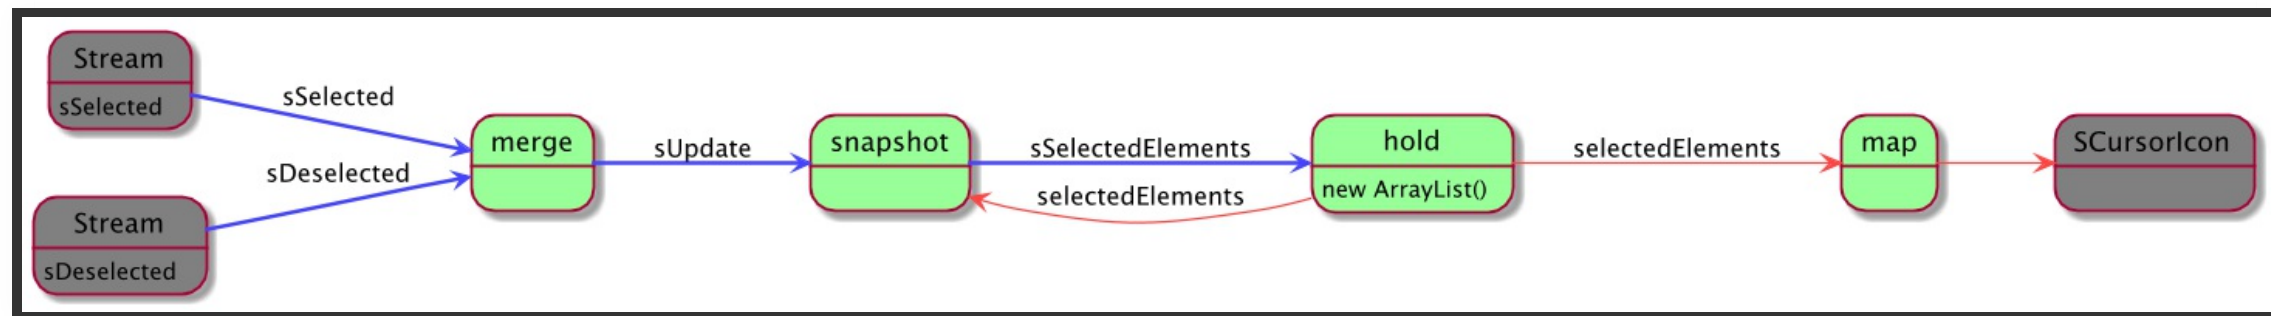 Stream
sSelected
sSelected
sDeselected
Stream
sDeselected
merge
sUpdate
snapshot
sSelectedElements
selectedElements
hold
new ArrayList()
selectedElements
map
SCursorIcon